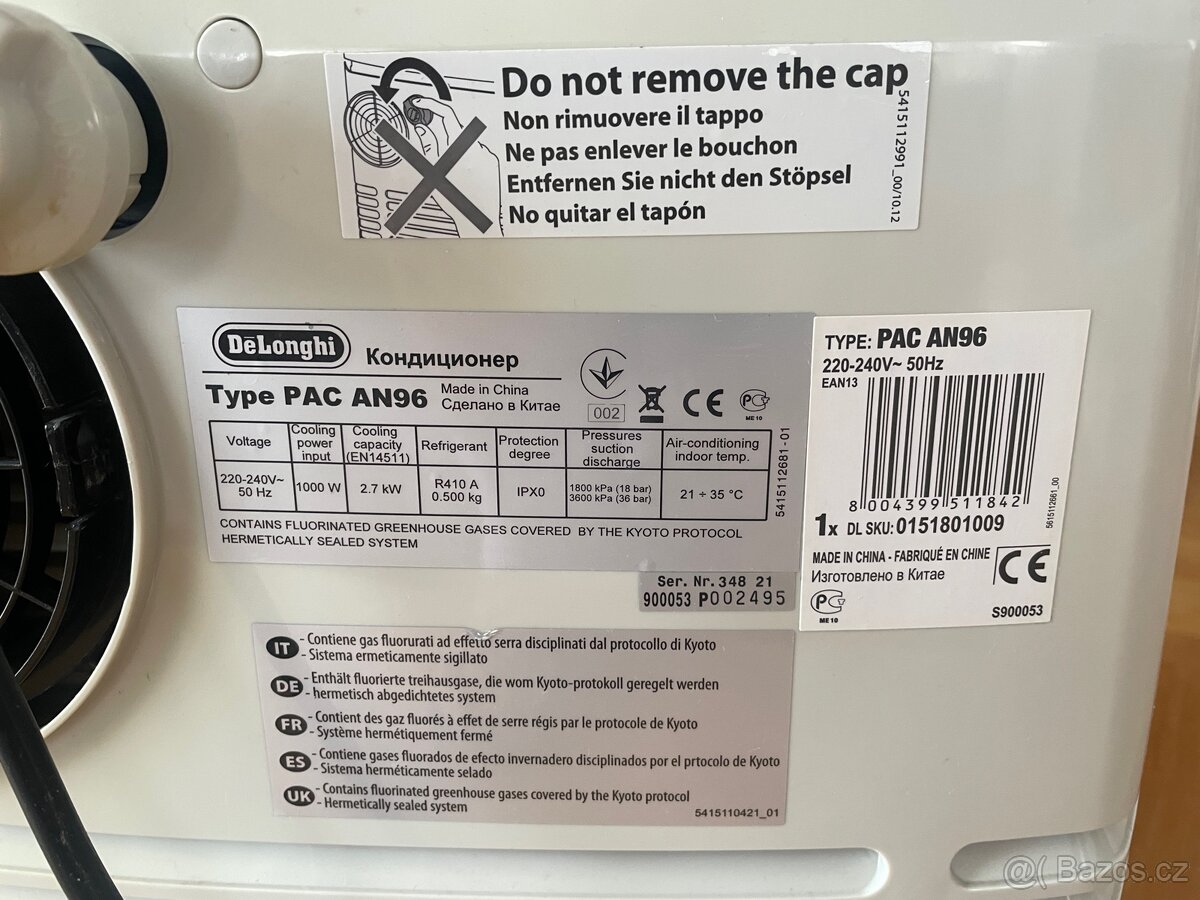 Do not remove the cap
Non rimuovere il tappo
Ne pas enlever le bouchon
Entfernen Sie nicht den Stöpsel
No quitar el tapón
5415112991_00/10.12
DeLonghi
Кондиционер
Type PAC AN96
Made in China
Сделано в Китае
002
CE
ME 10
Voltage
Cooling power input
Cooling capacity (EN14511)
Refrigerant
Protection degree
Pressures suction discharge
Air-conditioning indoor temp.
220-240V~ 50 Hz
1000 W
2.7 kW
R410 A 0.500 kg
IPX0
1800 kPa (18 bar)
3600 kPa (36 bar)
21 ÷ 35 °C
5415112681-01
CONTAINS FLUORINATED GREENHOUSE GASES COVERED BY THE KYOTO PROTOCOL
HERMETICALLY SEALED SYSTEM
Ser. Nr. 348 21
900053 P002495
TYPE: PAC AN96
220-240V~ 50Hz
EAN13
8 004399 511842
1x DL SKU: 0151801009
5615112661_00
MADE IN CHINA - FABRIQUÉ EN CHINE
Изготовлено в Китае
CE
ME 10
S900053
IT - Contiene gas fluorurati ad effetto serra disciplinati dal protocollo di Kyoto
- Sistema ermeticamente sigillato
DE - Enthält fluorierte treihausgase, die wom Kyoto-protokoll geregelt werden
- hermetisch abgedichtetes system
FR - Contient des gaz fluorés à effet de serre régis par le protocole de Kyoto
- Système hermétiquement fermé
ES - Contiene gases fluorados de efecto invernadero disciplinados por el prtocolo de Kyoto
- Sistema herméticamente selado
UK - Contains fluorinated greenhouse gases covered by the Kyoto protocol
- Hermetically sealed system
5415110421_01
@( Bazos.cz